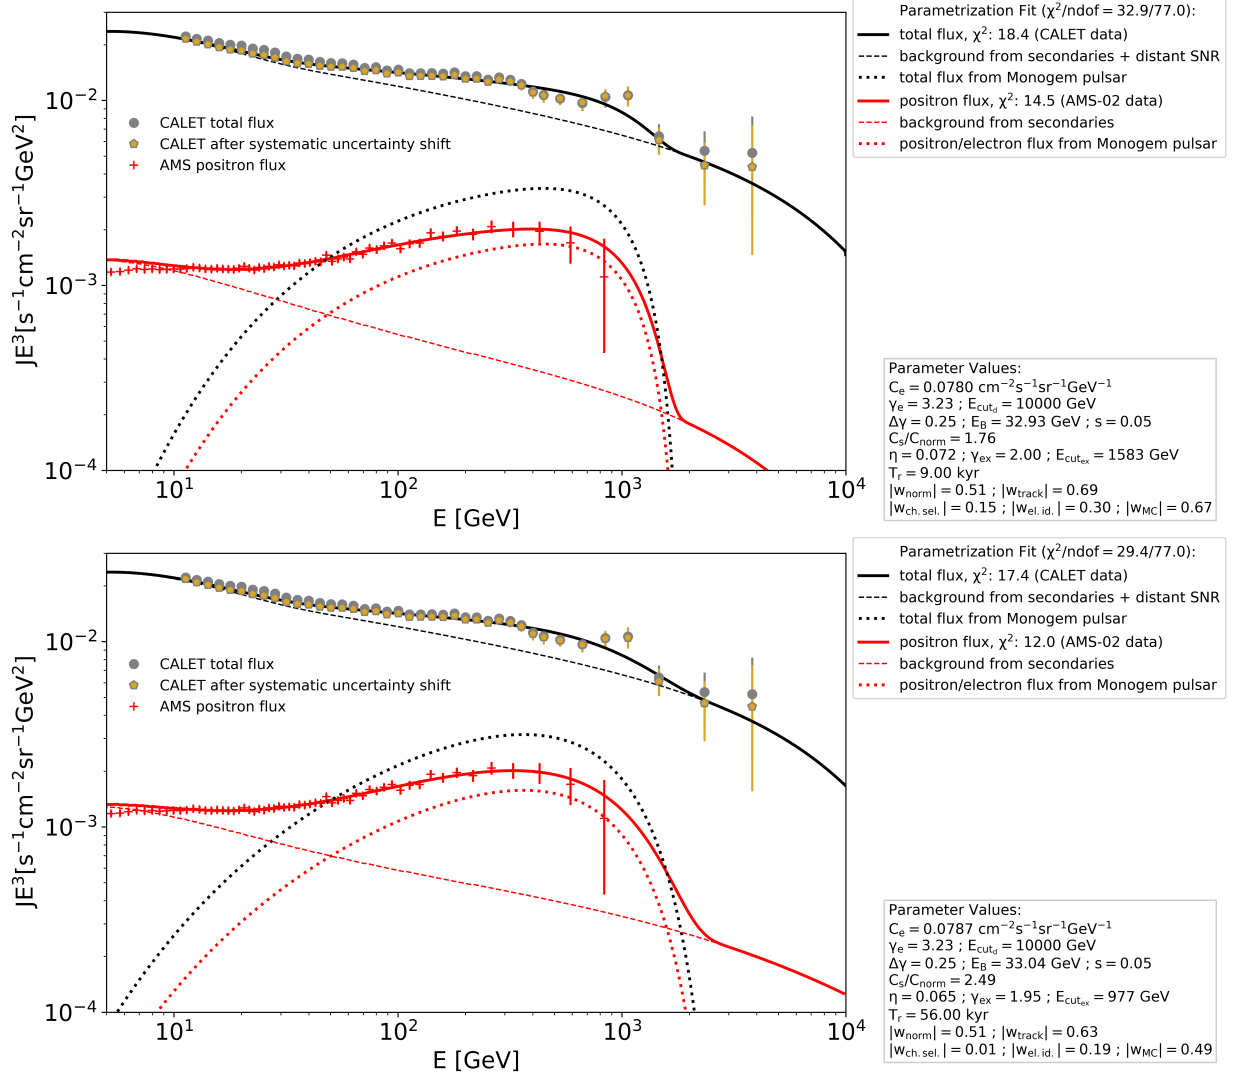 Parametrization Fit (χ²/ndof = 32.9/77.0):
total flux, χ²: 18.4 (CALET data)
background from secondaries + distant SNR
total flux from Monogem pulsar
positron flux, χ²: 14.5 (AMS-02 data)
background from secondaries
positron/electron flux from Monogem pulsar
JE³[s⁻¹cm⁻²sr⁻¹GeV²]
10⁻²
10⁻³
10⁻⁴
CALET total flux
CALET after systematic uncertainty shift
AMS positron flux
10¹ 10² 10³ 10⁴
E [GeV]
Parameter Values:
Cₑ = 0.0780 cm⁻²s⁻¹sr⁻¹GeV⁻¹
γₑ = 3.23 ; E_cut_d = 10000 GeV
Δγ = 0.25 ; E_B = 32.93 GeV ; s = 0.05
Cₛ/C_norm = 1.76
η = 0.072 ; γ_ex = 2.00 ; E_cut_ex = 1583 GeV
Tᵣ = 9.00 kyr
|w_norm| = 0.51 ; |w_track| = 0.69
|w_ch. sel.| = 0.15 ; |w_el. id.| = 0.30 ; |w_MC| = 0.67
Parametrization Fit (χ²/ndof = 29.4/77.0):
total flux, χ²: 17.4 (CALET data)
background from secondaries + distant SNR
total flux from Monogem pulsar
positron flux, χ²: 12.0 (AMS-02 data)
background from secondaries
positron/electron flux from Monogem pulsar
JE³[s⁻¹cm⁻²sr⁻¹GeV²]
10⁻²
10⁻³
10⁻⁴
CALET total flux
CALET after systematic uncertainty shift
AMS positron flux
10¹ 10² 10³ 10⁴
E [GeV]
Parameter Values:
Cₑ = 0.0787 cm⁻²s⁻¹sr⁻¹GeV⁻¹
γₑ = 3.23 ; E_cut_d = 10000 GeV
Δγ = 0.25 ; E_B = 33.04 GeV ; s = 0.05
Cₛ/C_norm = 2.49
η = 0.065 ; γ_ex = 1.95 ; E_cut_ex = 977 GeV
Tᵣ = 56.00 kyr
|w_norm| = 0.51 ; |w_track| = 0.63
|w_ch. sel.| = 0.01 ; |w_el. id.| = 0.19 ; |w_MC| = 0.49